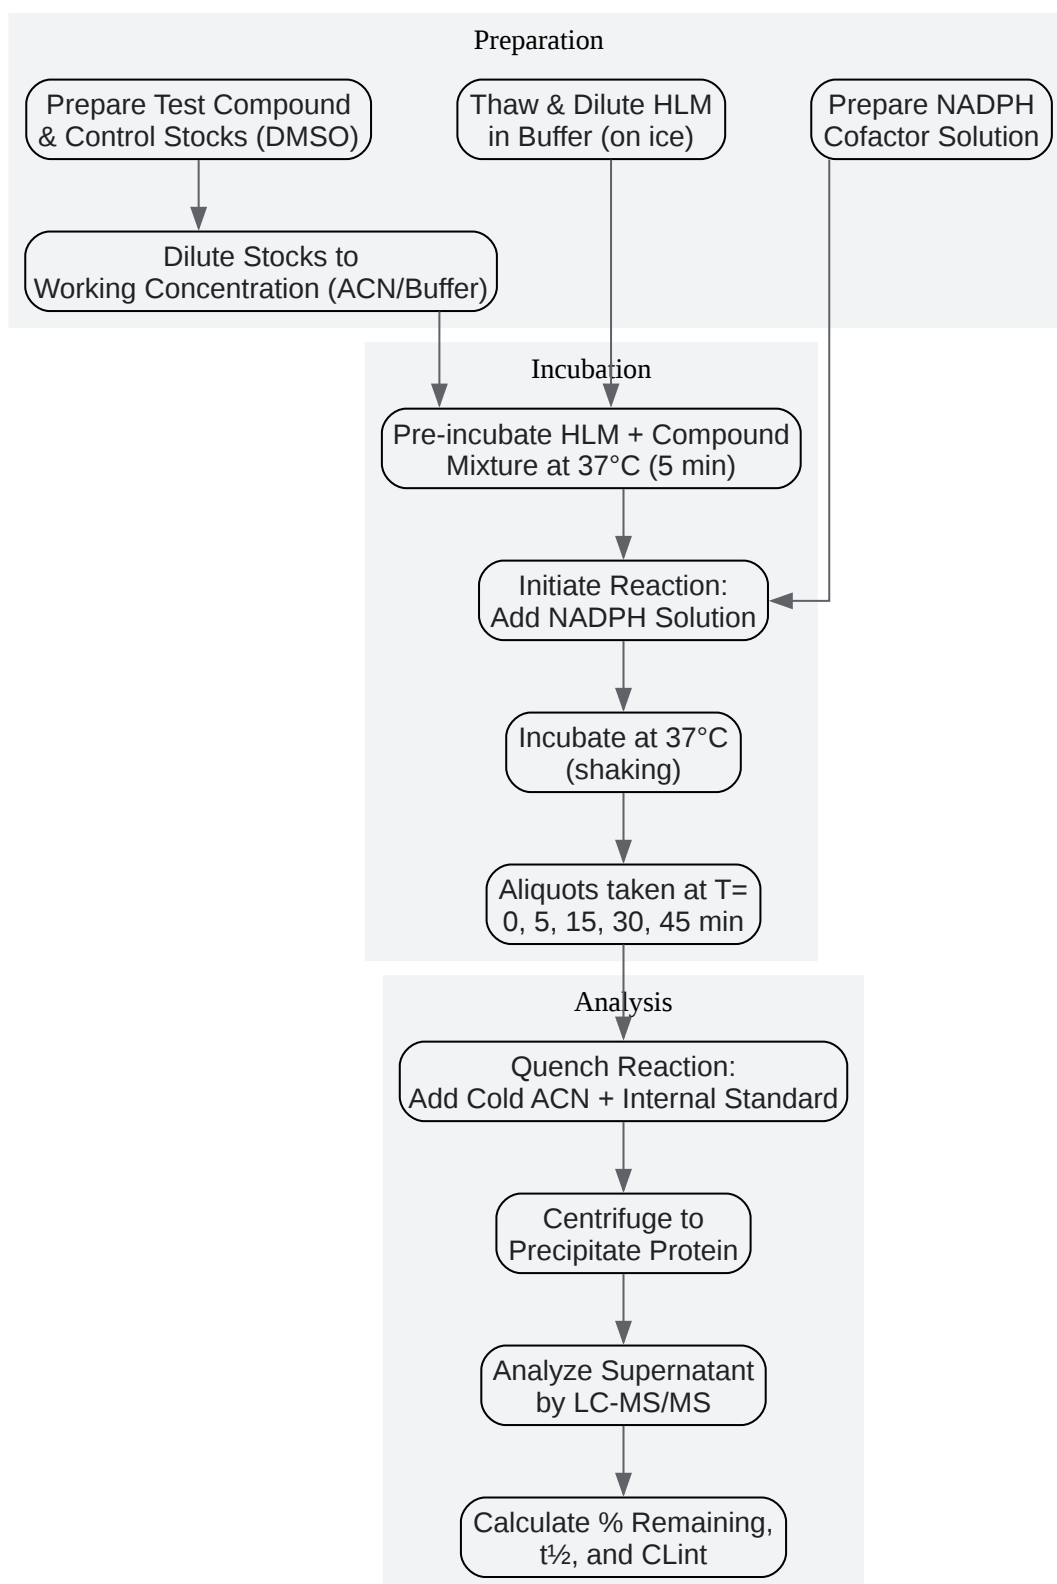 Preparation
Prepare Test Compound
& Control Stocks (DMSO)
Thaw & Dilute HLM
in Buffer (on ice)
Prepare NADPH
Cofactor Solution
Dilute Stocks to
Working Concentration (ACN/Buffer)
Incubation
Pre-incubate HLM + Compound
Mixture at 37°C (5 min)
Initiate Reaction:
Add NADPH Solution
Incubate at 37°C
(shaking)
Aliquots taken at T=
0, 5, 15, 30, 45 min
Analysis
Quench Reaction:
Add Cold ACN + Internal Standard
Centrifuge to
Precipitate Protein
Analyze Supernatant
by LC-MS/MS
Calculate % Remaining,
t½, and CLint